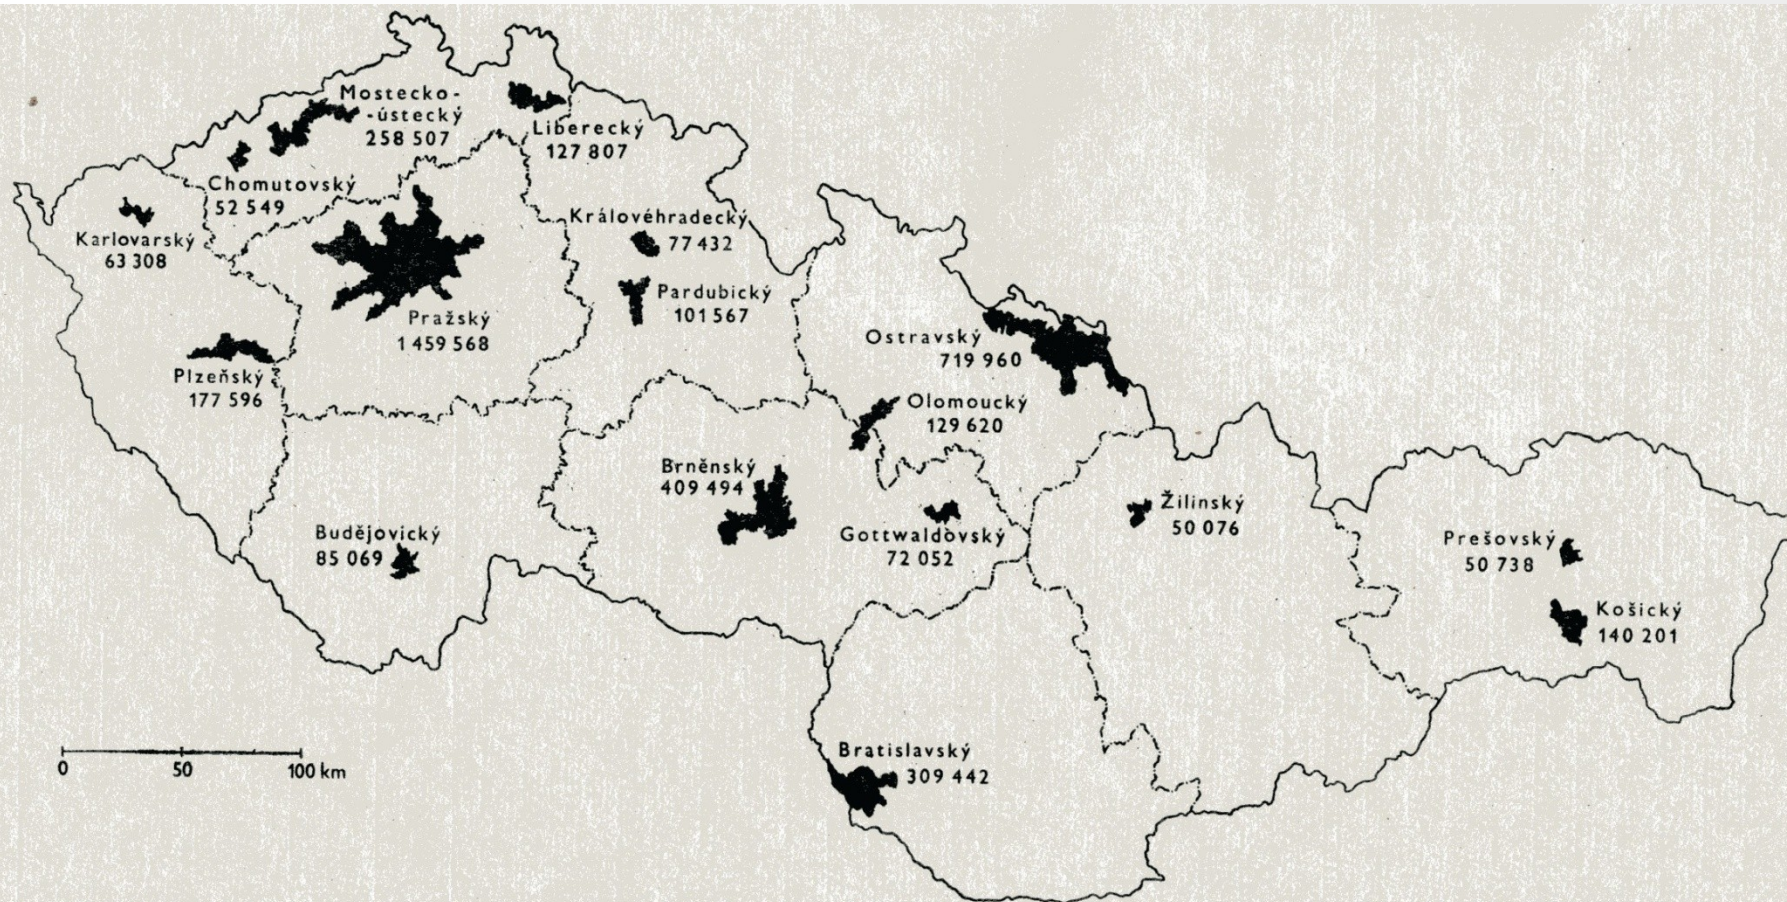 Mostecko-
-ústecký
258 507
Liberecký
127 807
Chomutovský
52 549
Karlovarský
63 308
Královéhradecký
77 432
Pardubický
101 567
Pražský
1 459 568
Plzeňský
177 596
Ostravský
719 960
Olomoucký
129 620
Brněnský
409 494
Gottwaldovský
72 052
Budějovický
85 069
Žilinský
50 076
Prešovský
50 738
Košický
140 201
Bratislavský
309 442
0 50 100 km